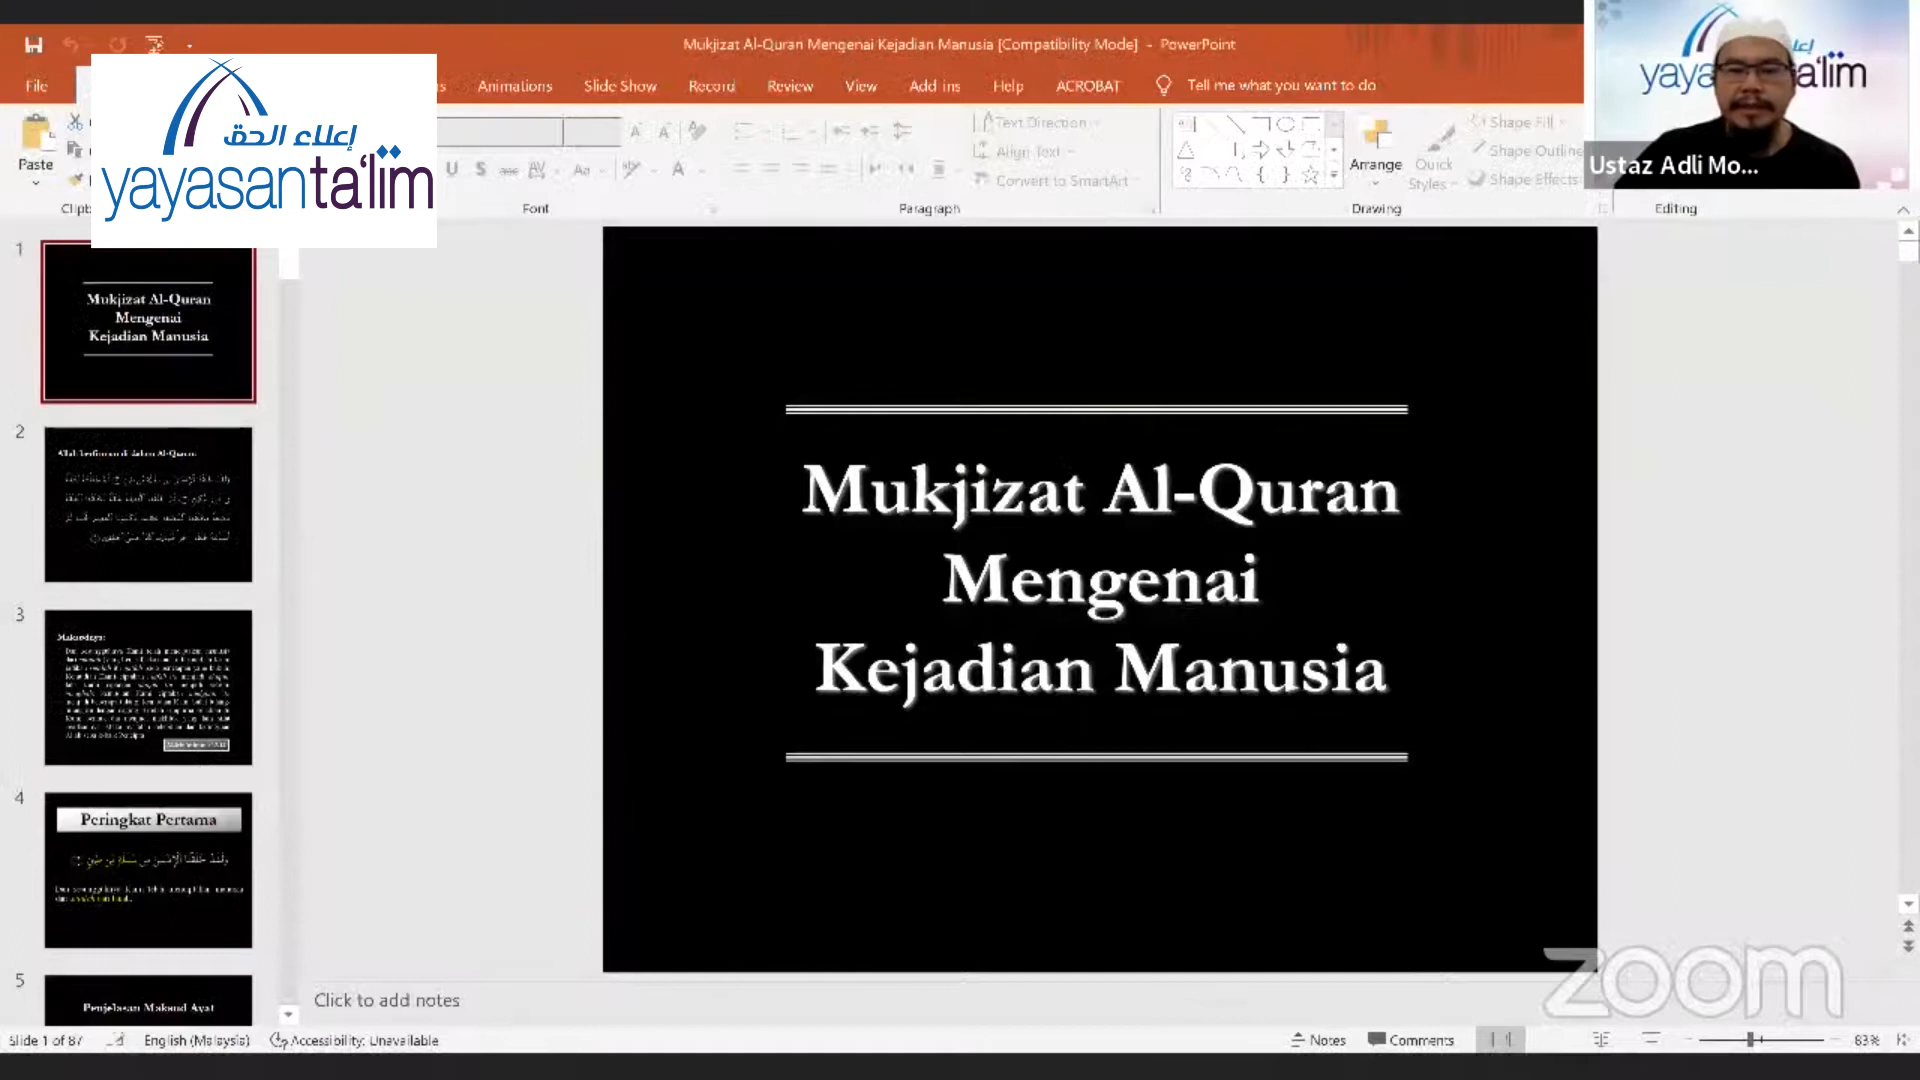 Mukjizat Al-Quran Mengenai Kejadian Manusia [Compatibility Mode] - PowerPoint
File
Animations
Slide Show
Record
Review
View
Add-ins
Help
ACROBAT
Tell me what you want to do
إعلاء الحق
yayasanta'lim
Paste
Text Direction
Align Text
Convert to SmartArt
Arrange
Quick
Styles
Shape Fill
Shape Outline
Shape Effects
Font
Paragraph
Drawing
Editing
Ustaz Adli Mo...
1
Mukjizat Al-Quran
Mengenai
Kejadian Manusia
2
Allah berfirman di dalam Al-Quran:
3
Maksudnya:
4
Peringkat Pertama
5
Penjelasan Maksud Ayat
Mukjizat Al-Quran
Mengenai
Kejadian Manusia
Click to add notes
zoom
Slide 1 of 87
English (Malaysia)
Accessibility: Unavailable
Notes
Comments
83%